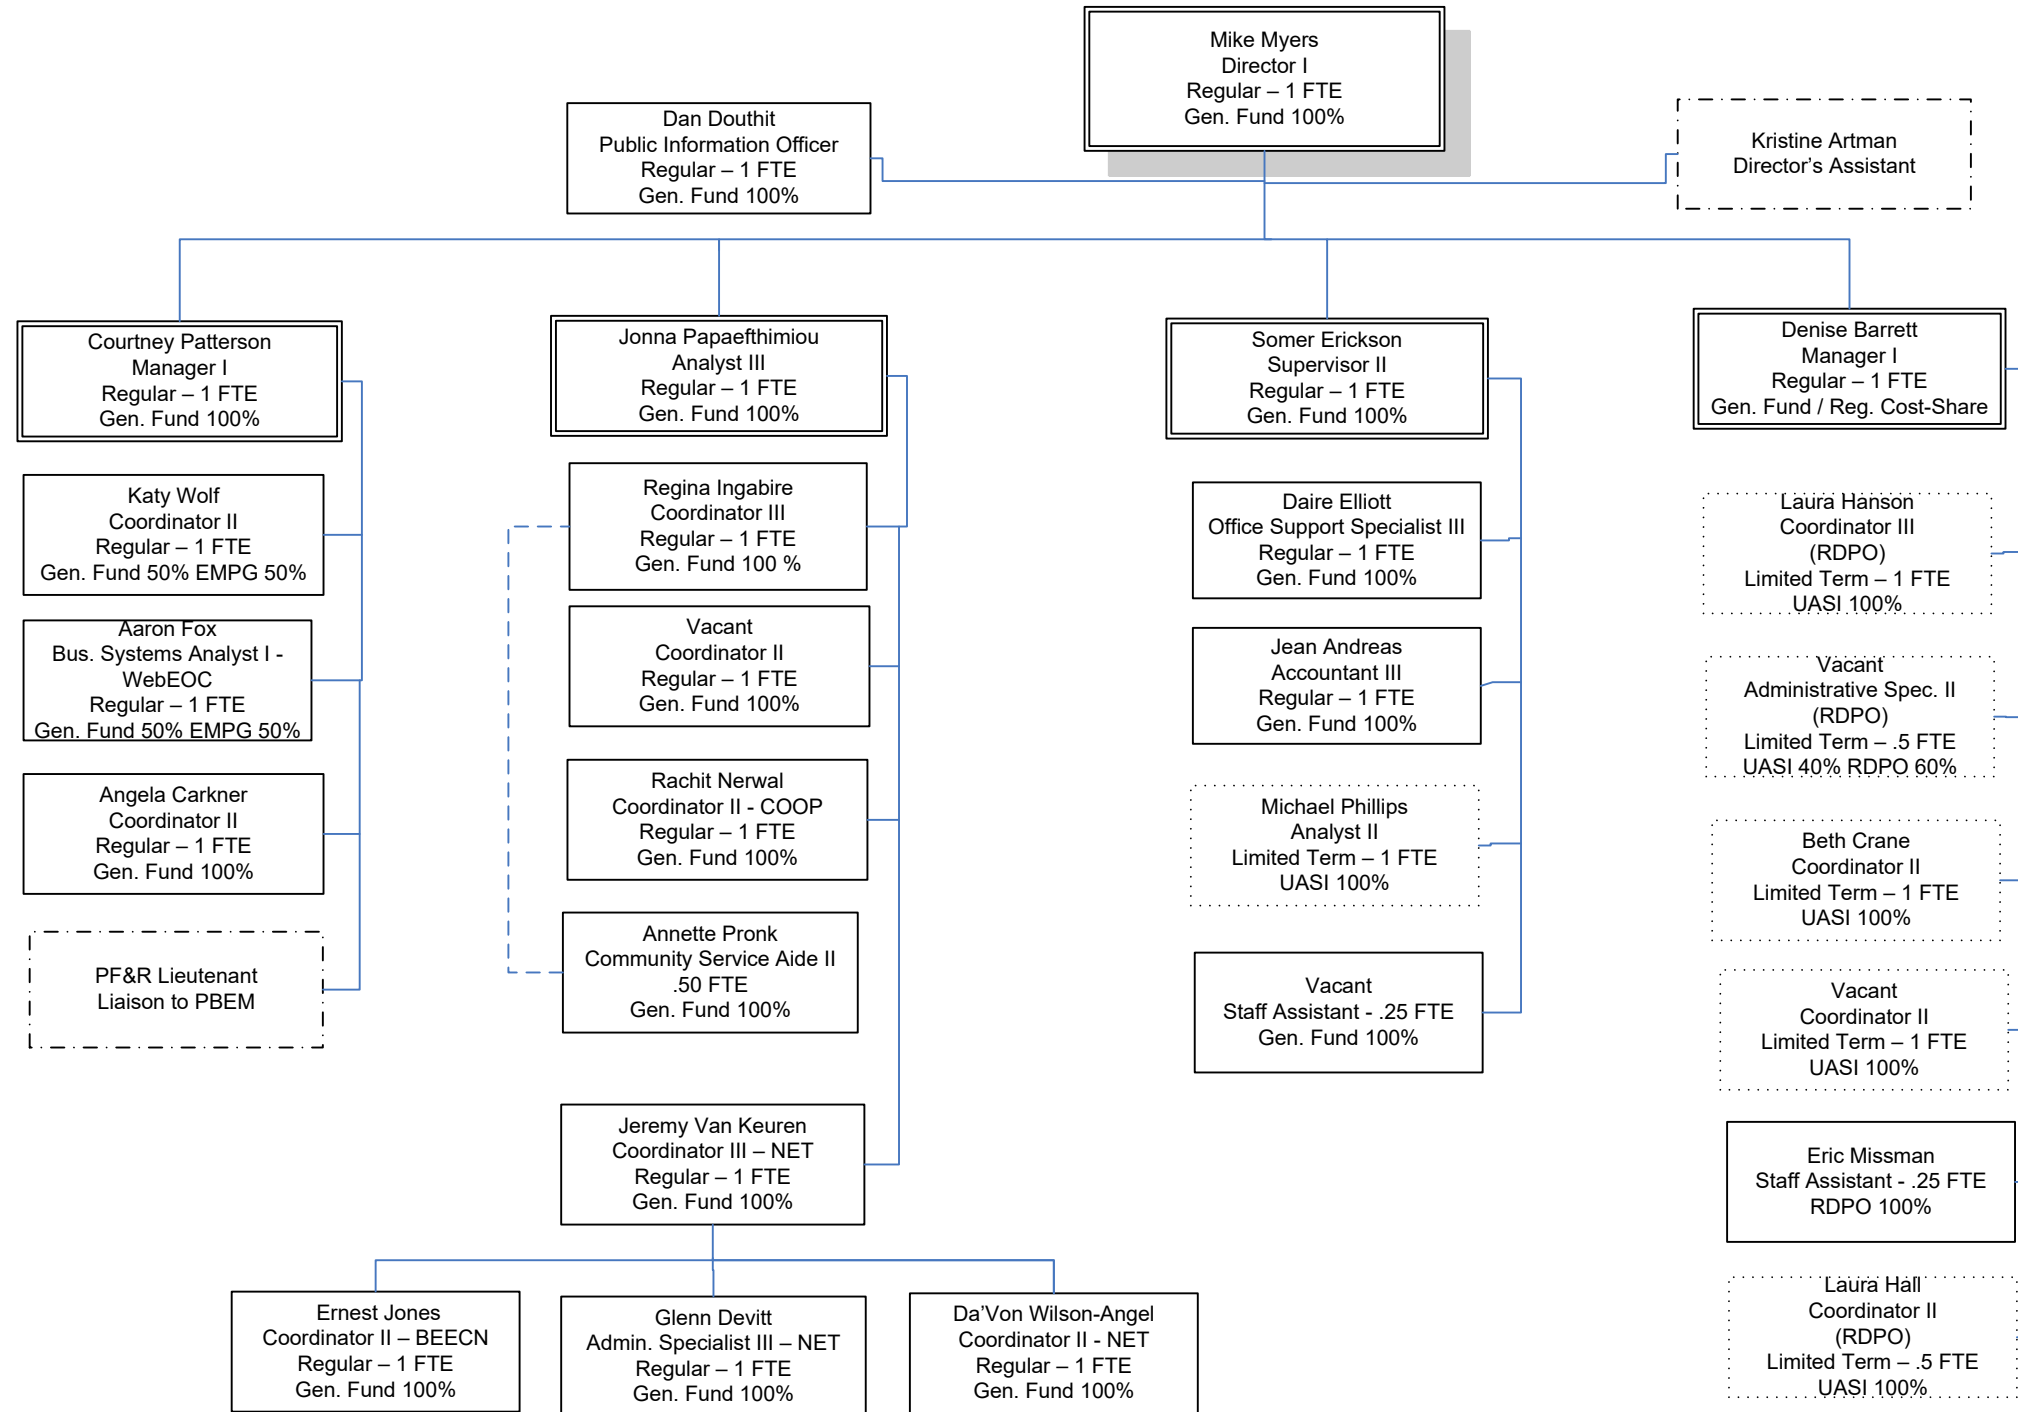 Mike Myers
Director I
Regular – 1 FTE
Gen. Fund 100%
Dan Douthit
Public Information Officer
Regular – 1 FTE
Gen. Fund 100%
Kristine Artman
Director’s Assistant
Courtney Patterson
Manager I
Regular – 1 FTE
Gen. Fund 100%
Katy Wolf
Coordinator II
Regular – 1 FTE
Gen. Fund 50% EMPG 50%
Aaron Fox
Bus. Systems Analyst I -
WebEOC
Regular – 1 FTE
Gen. Fund 50% EMPG 50%
Angela Carkner
Coordinator II
Regular – 1 FTE
Gen. Fund 100%
PF&R Lieutenant
Liaison to PBEM
Jonna Papaefthimiou
Analyst III
Regular – 1 FTE
Gen. Fund 100%
Regina Ingabire
Coordinator III
Regular – 1 FTE
Gen. Fund 100 %
Vacant
Coordinator II
Regular – 1 FTE
Gen. Fund 100%
Rachit Nerwal
Coordinator II - COOP
Regular – 1 FTE
Gen. Fund 100%
Annette Pronk
Community Service Aide II
.50 FTE
Gen. Fund 100%
Jeremy Van Keuren
Coordinator III – NET
Regular – 1 FTE
Gen. Fund 100%
Ernest Jones
Coordinator II – BEECN
Regular – 1 FTE
Gen. Fund 100%
Glenn Devitt
Admin. Specialist III – NET
Regular – 1 FTE
Gen. Fund 100%
Da’Von Wilson-Angel
Coordinator II - NET
Regular – 1 FTE
Gen. Fund 100%
Somer Erickson
Supervisor II
Regular – 1 FTE
Gen. Fund 100%
Daire Elliott
Office Support Specialist III
Regular – 1 FTE
Gen. Fund 100%
Jean Andreas
Accountant III
Regular – 1 FTE
Gen. Fund 100%
Michael Phillips
Analyst II
Limited Term – 1 FTE
UASI 100%
Vacant
Staff Assistant - .25 FTE
Gen. Fund 100%
Denise Barrett
Manager I
Regular – 1 FTE
Gen. Fund / Reg. Cost-Share
Laura Hanson
Coordinator III
(RDPO)
Limited Term – 1 FTE
UASI 100%
Vacant
Administrative Spec. II
(RDPO)
Limited Term – .5 FTE
UASI 40% RDPO 60%
Beth Crane
Coordinator II
Limited Term – 1 FTE
UASI 100%
Vacant
Coordinator II
Limited Term – 1 FTE
UASI 100%
Eric Missman
Staff Assistant - .25 FTE
RDPO 100%
Laura Hall
Coordinator II
(RDPO)
Limited Term – .5 FTE
UASI 100%